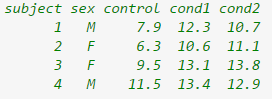 subject sex control cond1 cond2
1 M 7.9 12.3 10.7
2 F 6.3 10.6 11.1
3 F 9.5 13.1 13.8
4 M 11.5 13.4 12.9